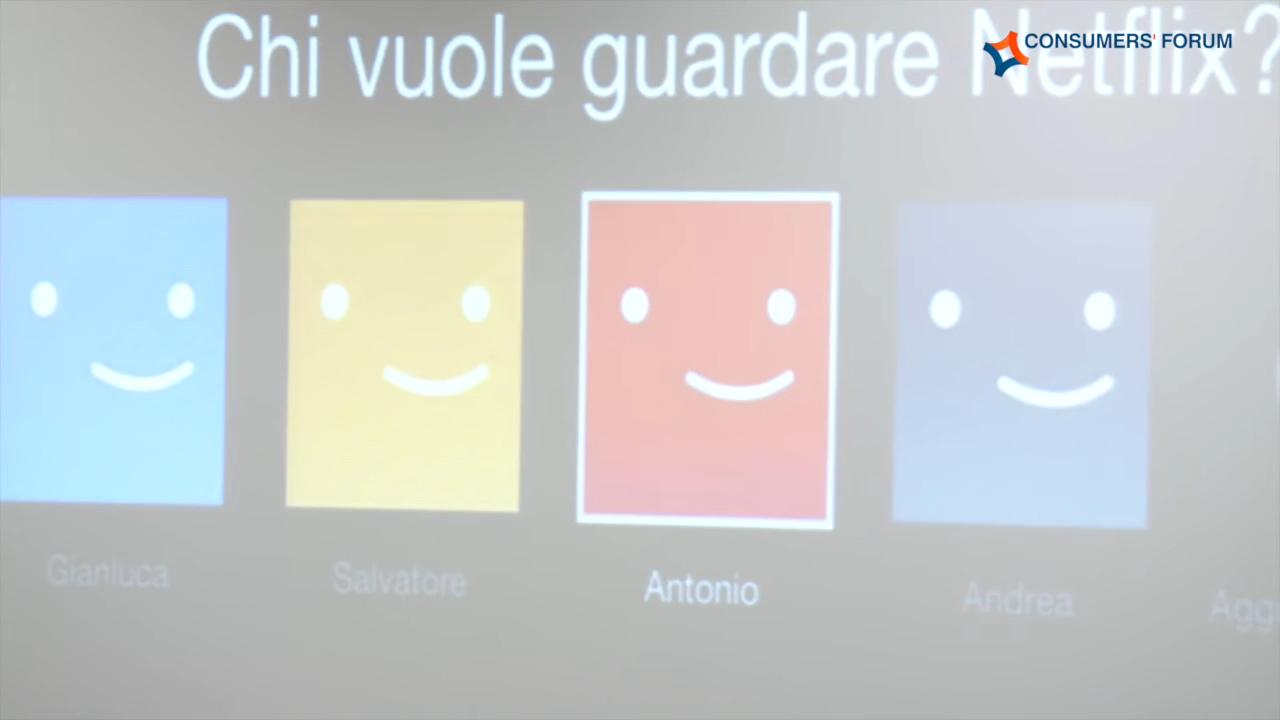 Chi vuole guardare Netflix?
CONSUMERS' FORUM
Gianluca
Salvatore
Antonio
Andrea